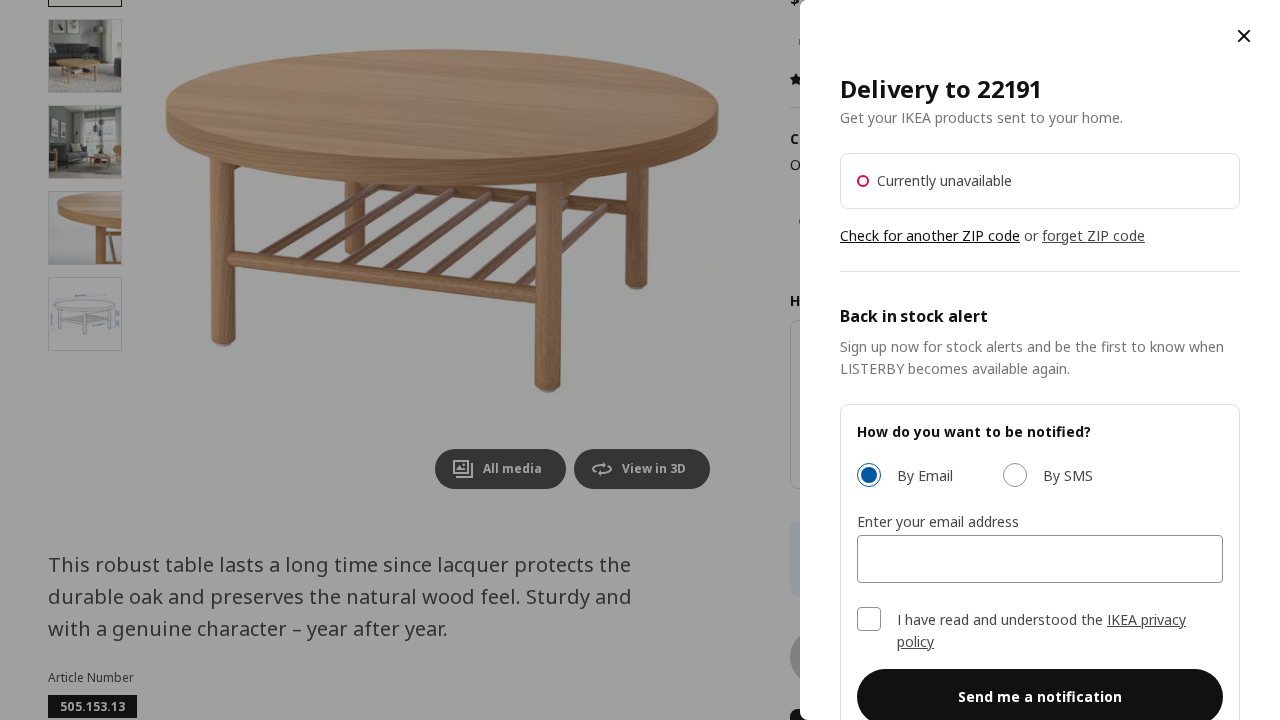 Delivery to 22191
Get your IKEA products sent to your home.
Currently unavailable
Check for another ZIP code or forget ZIP code
Back in stock alert
Sign up now for stock alerts and be the first to know when
LISTERBY becomes available again.
How do you want to be notified?
By Email
By SMS
Enter your email address
I have read and understood the IKEA privacy
policy
Send me a notification
All media
View in 3D
This robust table lasts a long time since lacquer protects the
durable oak and preserves the natural wood feel. Sturdy and
with a genuine character – year after year.
Article Number
505.153.13